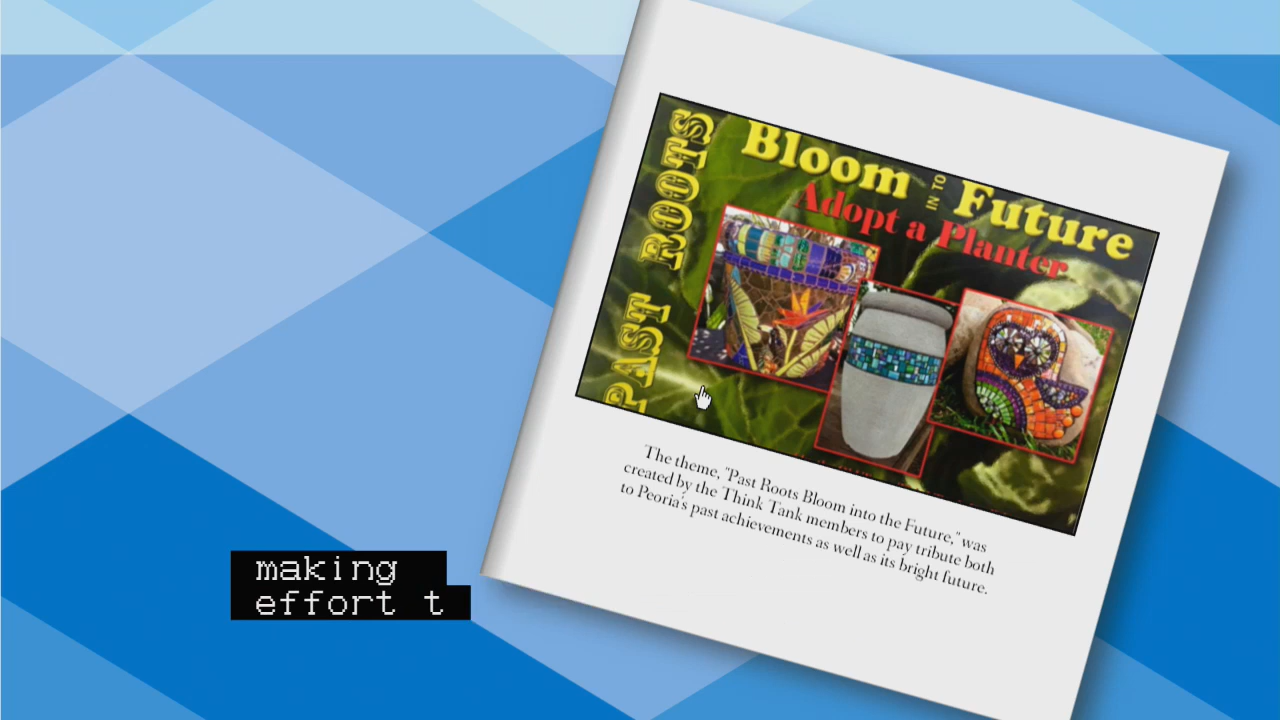 PAST ROOTS
Bloom IN TO Future
Adopt a Planter
The theme, "Past Roots Bloom into the Future," was
created by the Think Tank members to pay tribute both
to Peoria's past achievements as well as its bright future.
making
effort t